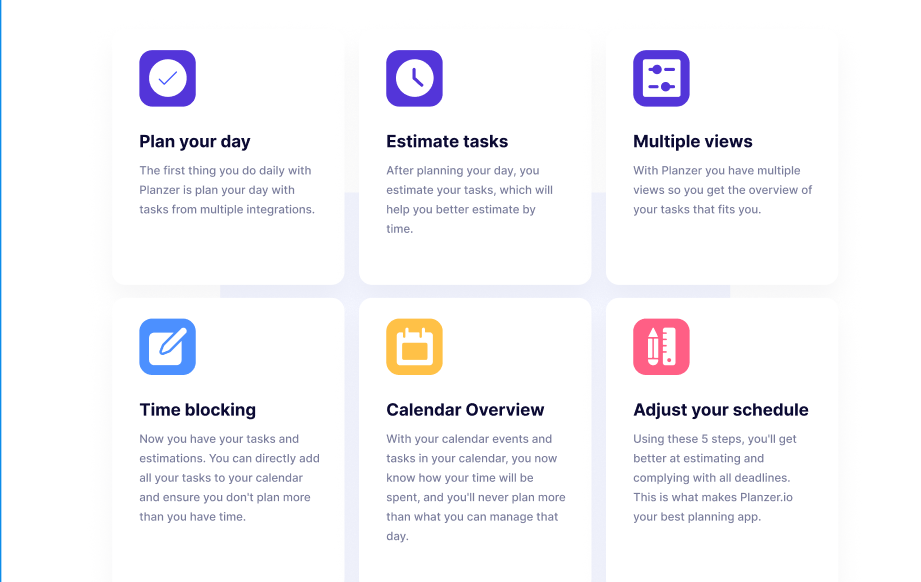 Plan your day
The first thing you do daily with
Planzer is plan your day with
tasks from multiple integrations.
Estimate tasks
After planning your day, you
estimate your tasks, which will
help you better estimate by
time.
Multiple views
With Planzer you have multiple
views so you get the overview of
your tasks that fits you.
Time blocking
Now you have your tasks and
estimations. You can directly add
all your tasks to your calendar
and ensure you don't plan more
than you have time.
Calendar Overview
With your calendar events and
tasks in your calendar, you now
know how your time will be
spent, and you'll never plan more
than what you can manage that
day.
Adjust your schedule
Using these 5 steps, you'll get
better at estimating and
complying with all deadlines.
This is what makes Planzer.io
your best planning app.